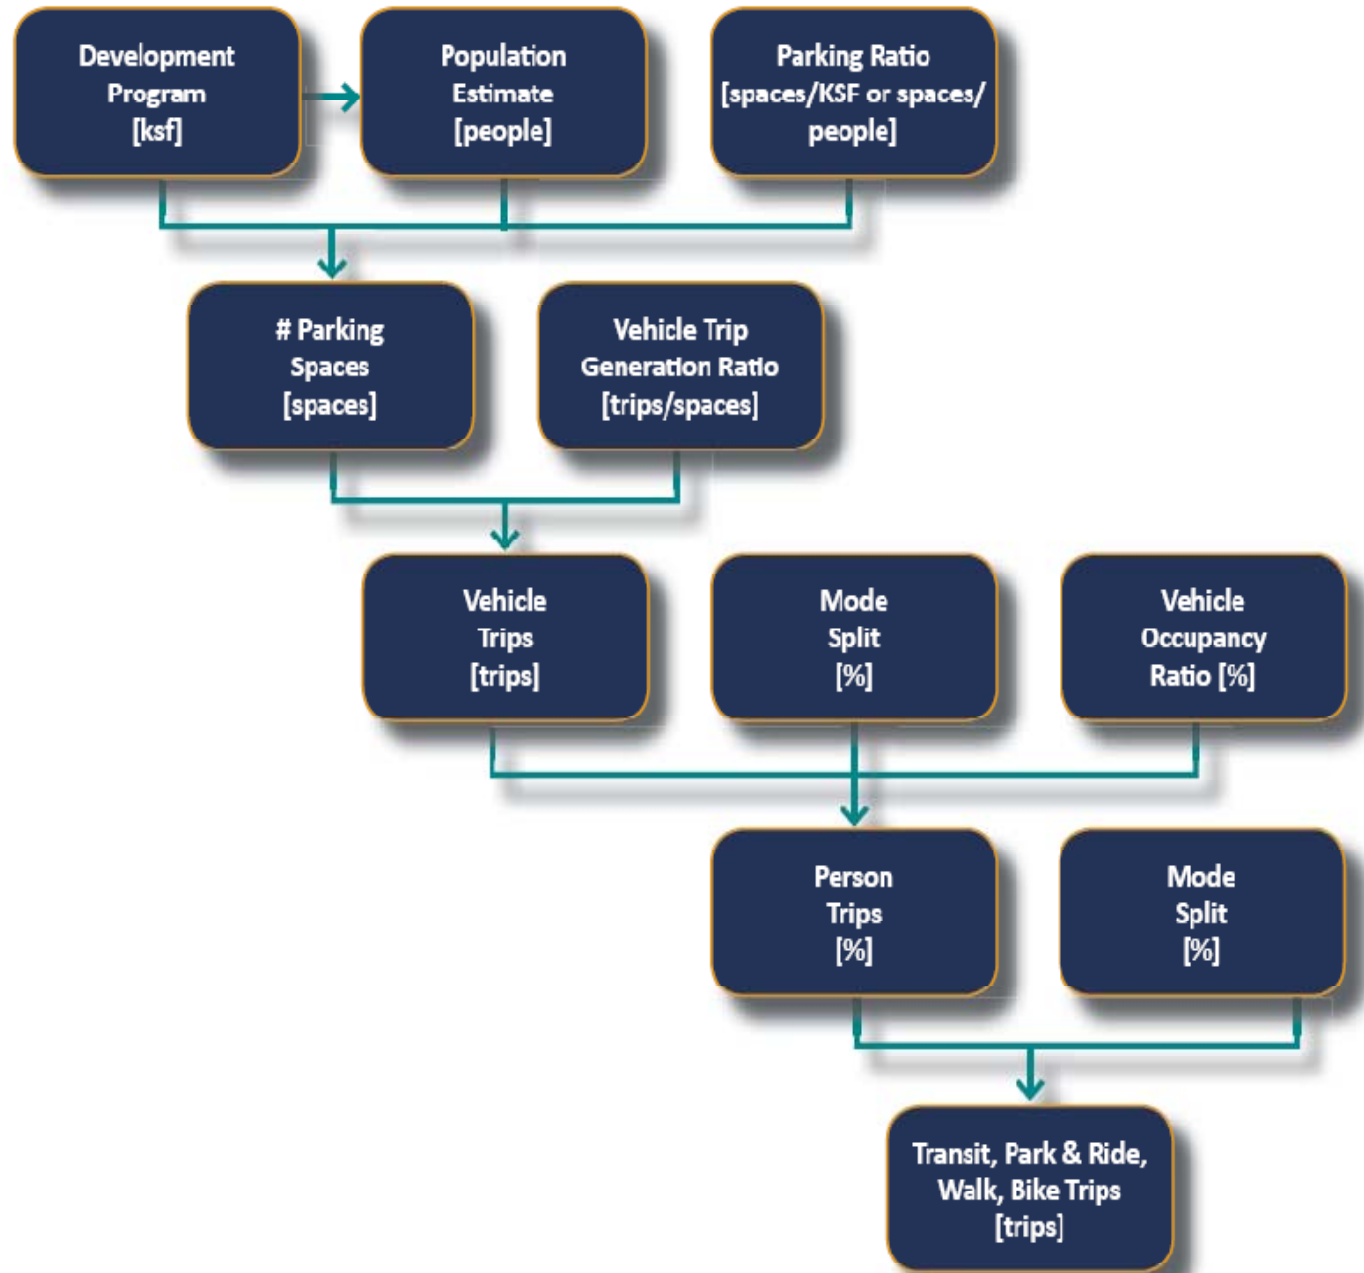 Development
Program
[ksf]
Population
Estimate
[people]
Parking Ratio
[spaces/KSF or spaces/
people]
# Parking
Spaces
[spaces]
Vehicle Trip
Generation Ratio
[trips/spaces]
Vehicle
Trips
[trips]
Mode
Split
[%]
Vehicle
Occupancy
Ratio [%]
Person
Trips
[%]
Mode
Split
[%]
Transit, Park & Ride,
Walk, Bike Trips
[trips]